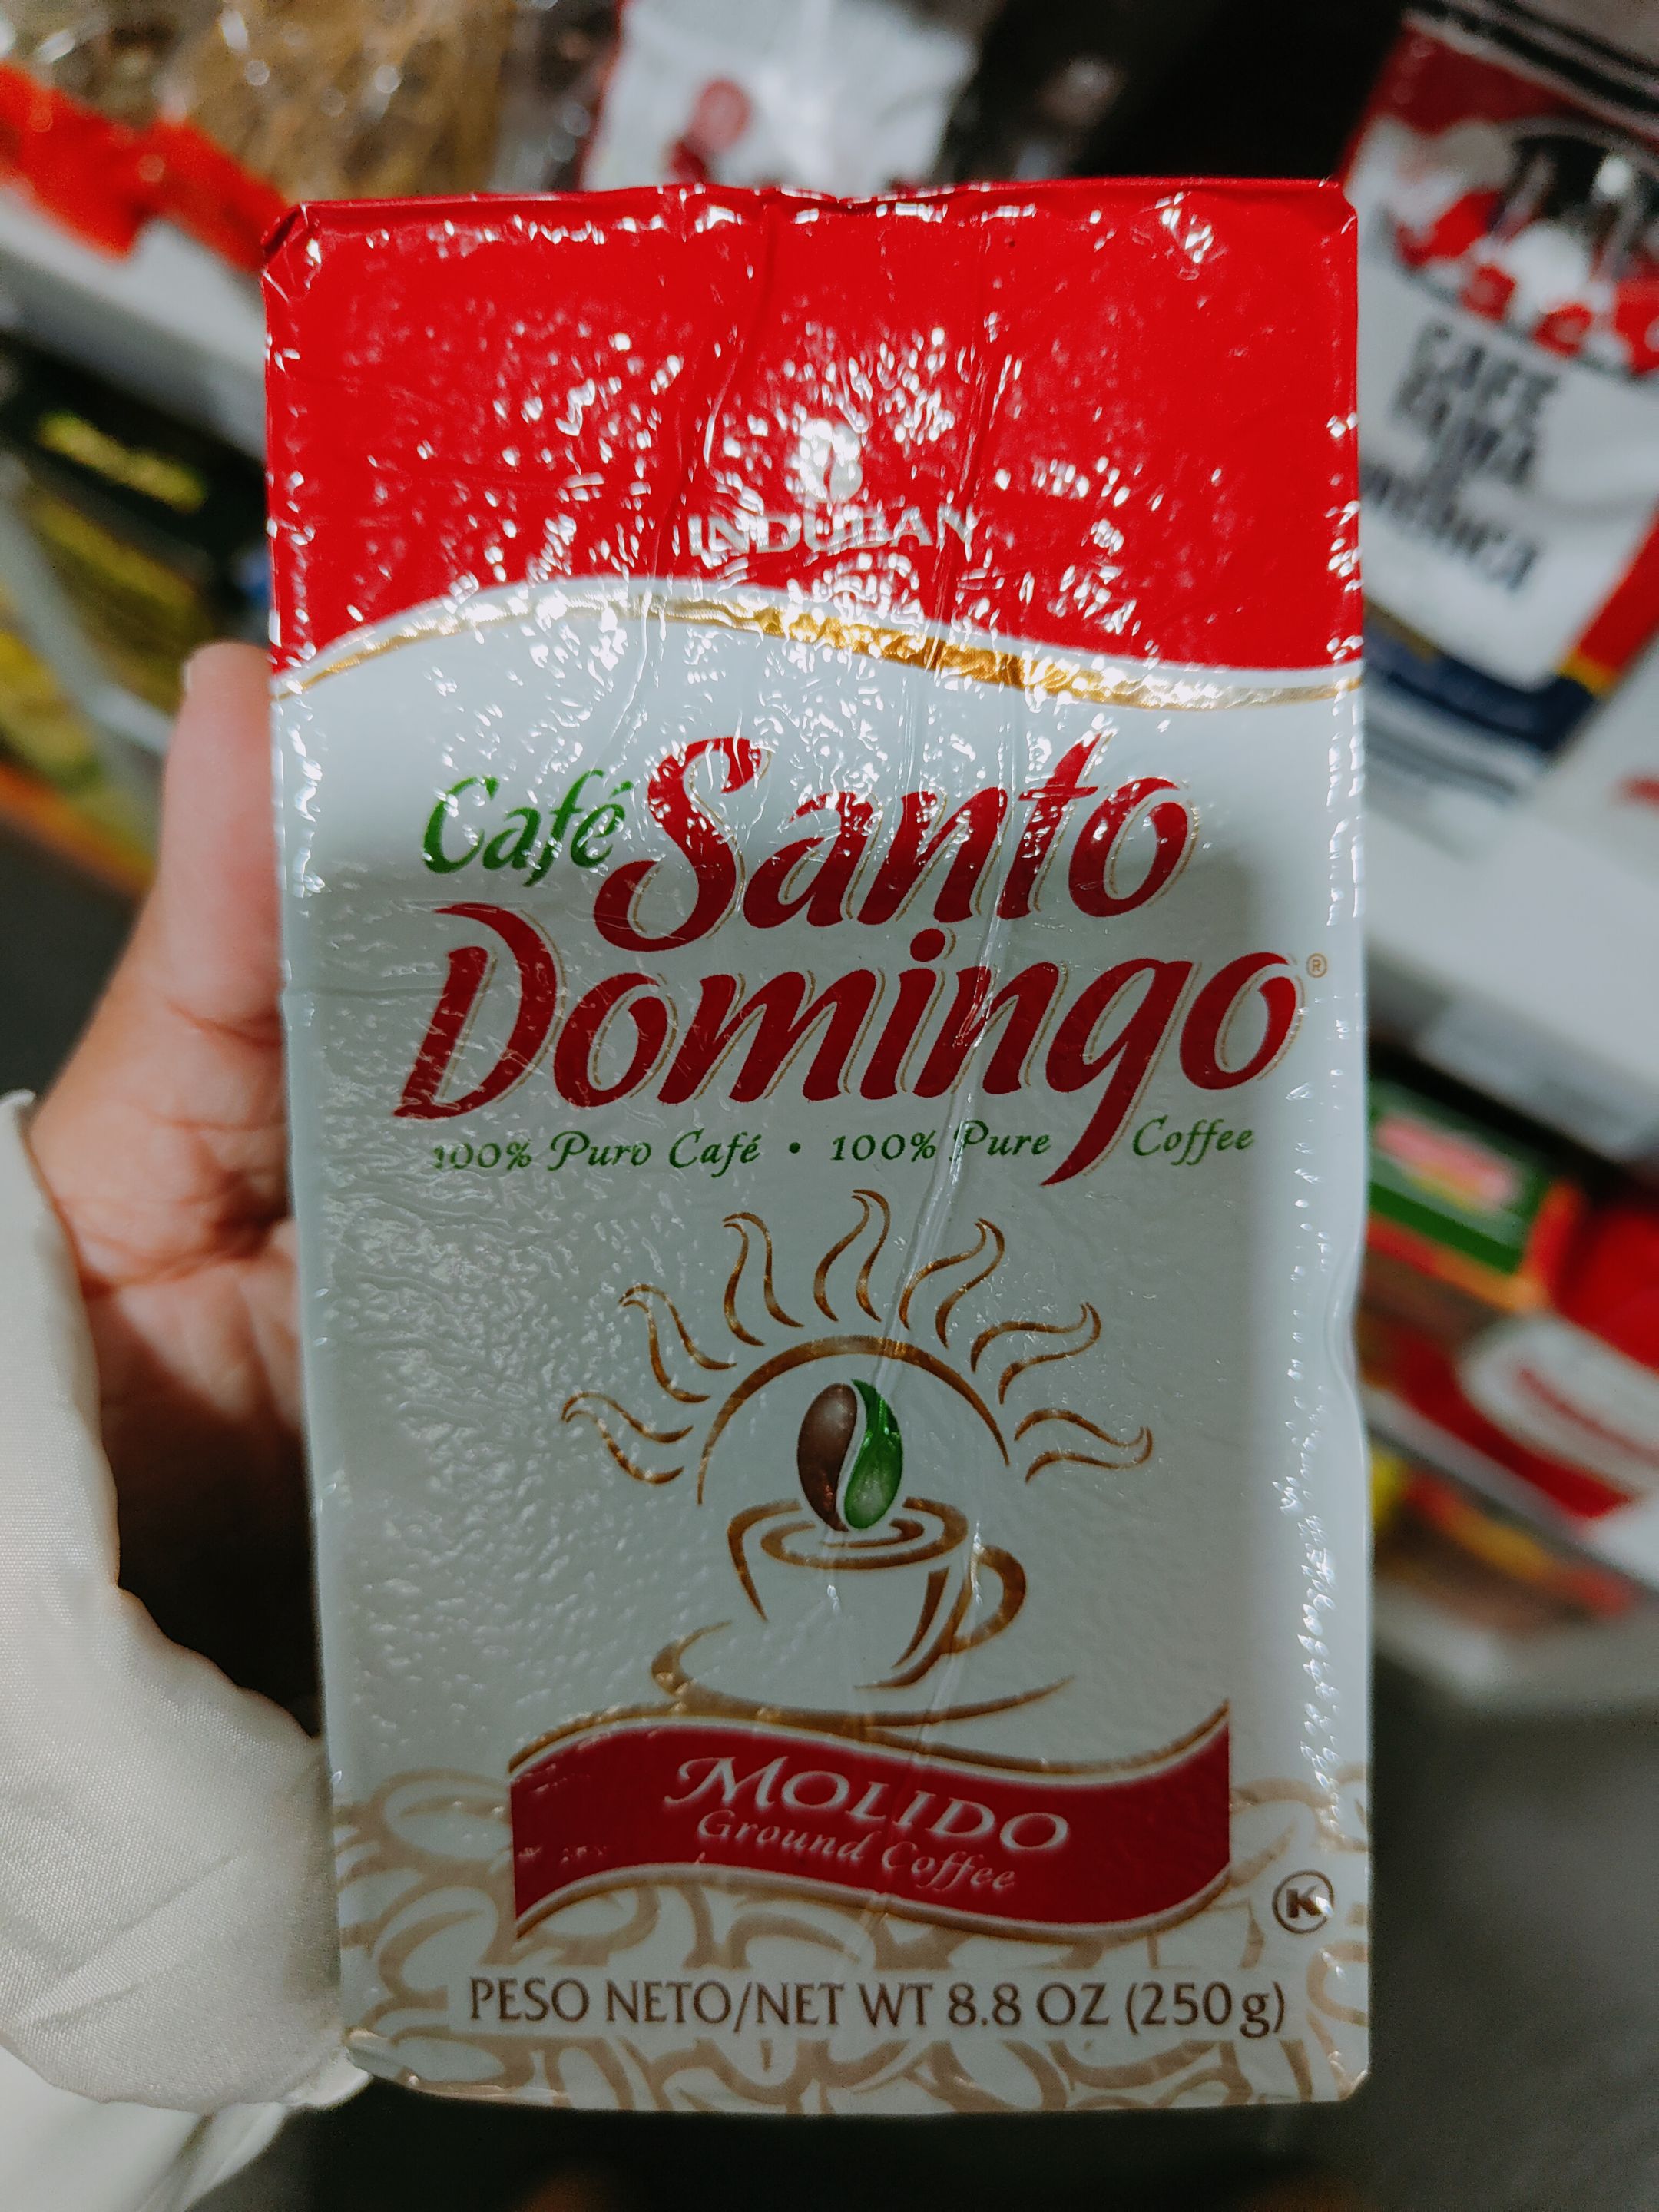 INDUBAN
Café Santo
Domingo®
100% Puro Café • 100% Pure Coffee
MOLIDO
Ground Coffee
K
PESO NETO/NET WT 8.8 OZ (250g)
CAFE